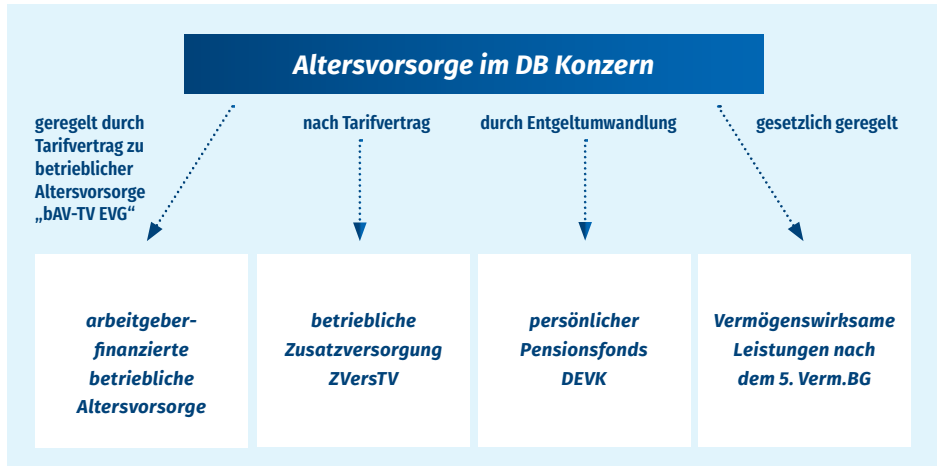 Altersvorsorge im DB Konzern
geregelt durch
Tarifvertrag zu
betrieblicher
Altersvorsorge
„bAV-TV EVG“
nach Tarifvertrag
durch Entgeltumwandlung
gesetzlich geregelt
arbeitgeber-
finanzierte
betriebliche
Altersvorsorge
betriebliche
Zusatzversorgung
ZVersTV
persönlicher
Pensionsfonds
DEVK
Vermögenswirksame
Leistungen nach
dem 5. Verm.BG